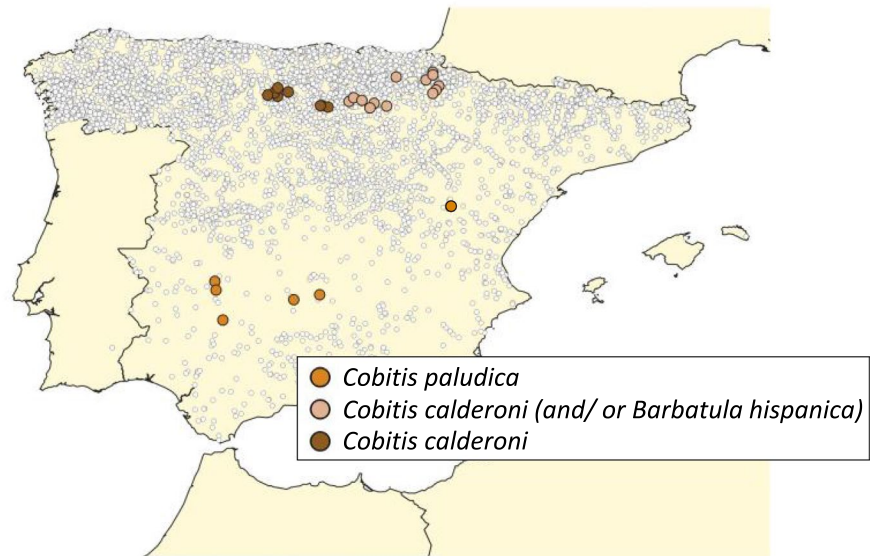 Cobitis paludica
Cobitis calderoni (and/ or Barbatula hispanica)
Cobitis calderoni